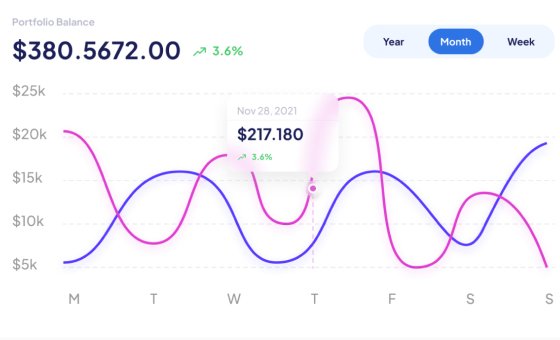 Portfolio Balance
$380.5672.00 3.6%
Year Month Week
$25k
Nov 28, 2021
$20k
$217.180
3.6%
$15k
$10k
$5k
M T W T F S S